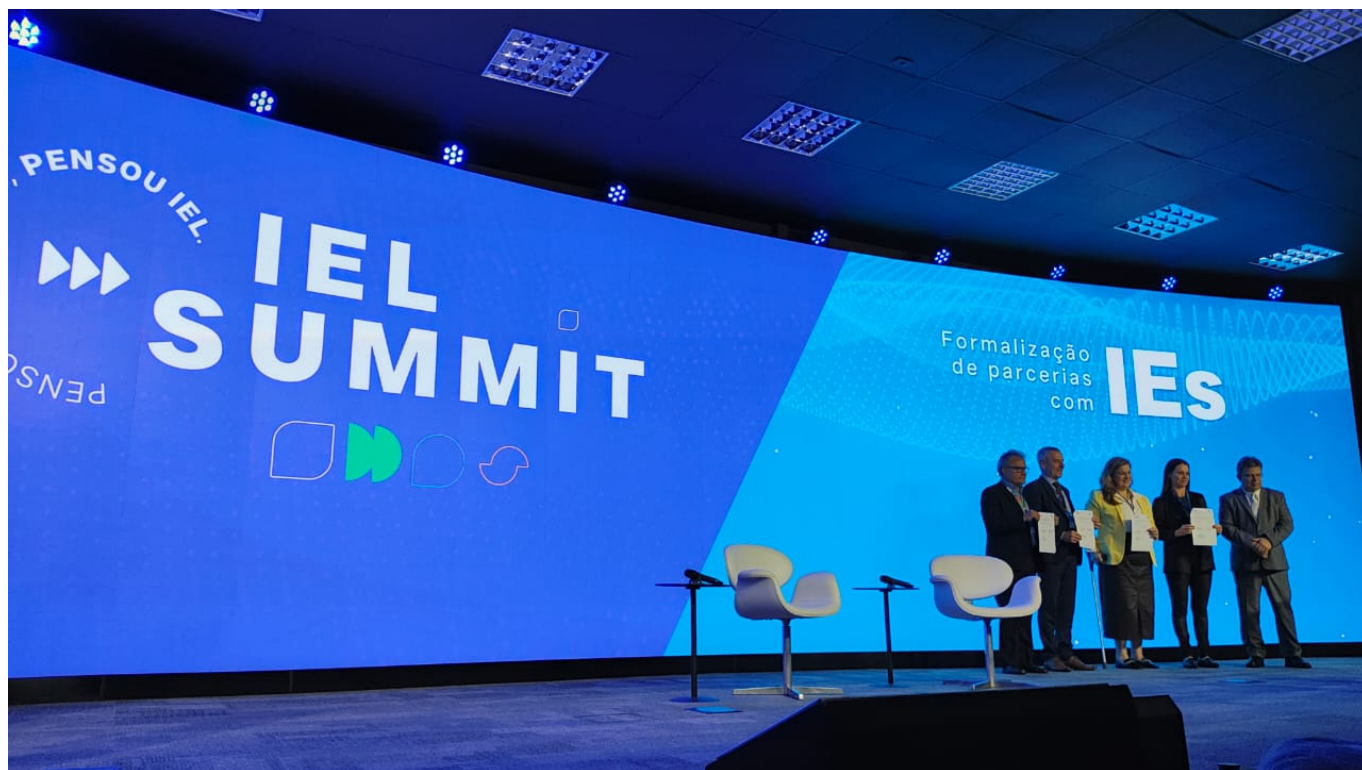 , PENSOU IEL.
IEL
SUMMIT
PENSO
Formalização
de parcerias
com
IEs